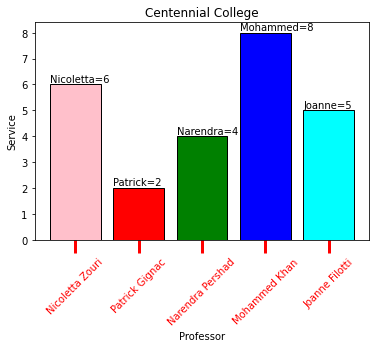 Centennial College
Service
8
7
6
5
4
3
2
1
0
Nicoletta=6
Patrick=2
Narendra=4
Mohammed=8
Joanne=5
Nicoletta Zouri
Patrick Gignac
Narendra Pershad
Mohammed Khan
Joanne Filotti
Professor